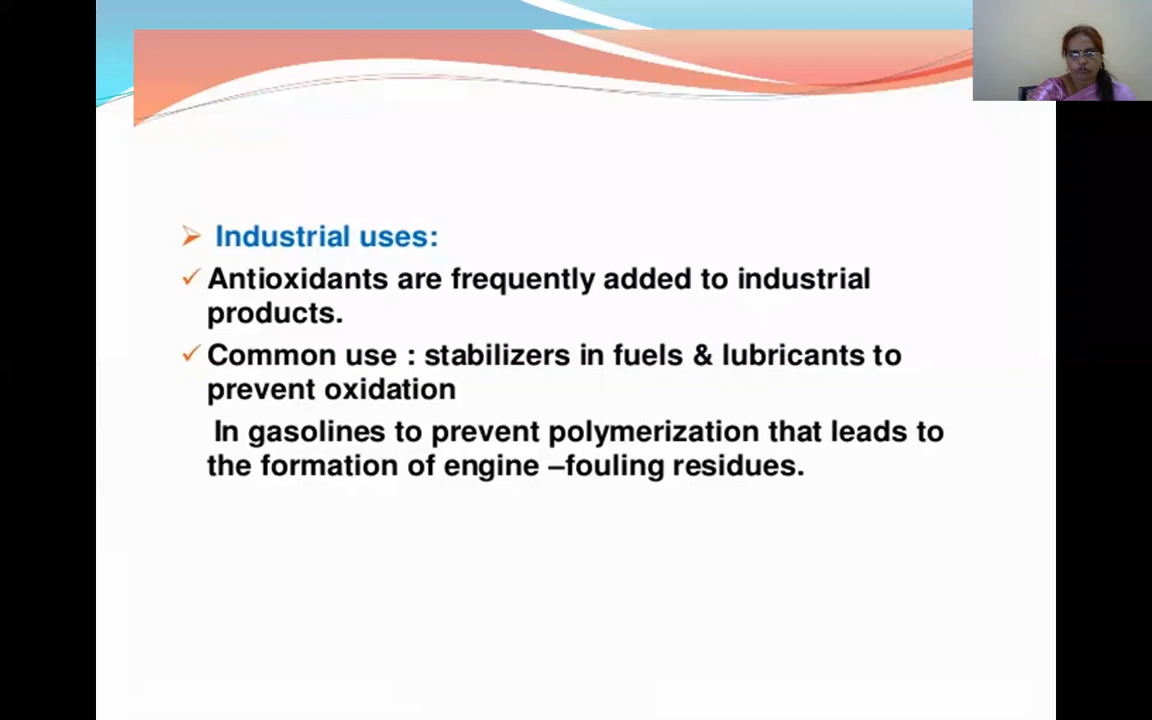 Industrial uses:
Antioxidants are frequently added to industrial
products.
Common use : stabilizers in fuels & lubricants to
prevent oxidation
In gasolines to prevent polymerization that leads to
the formation of engine –fouling residues.